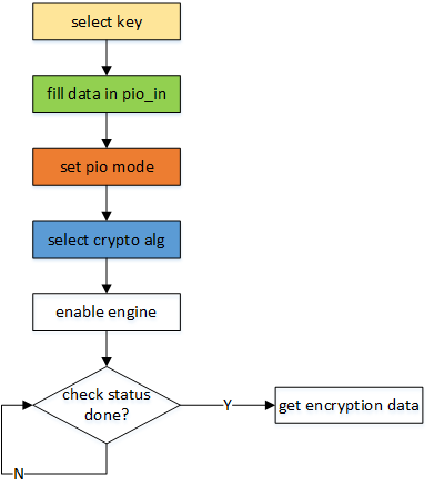 select key
fill data in pio_in
set pio mode
select crypto alg
enable engine
check status
done?
Y
get encryption data
N